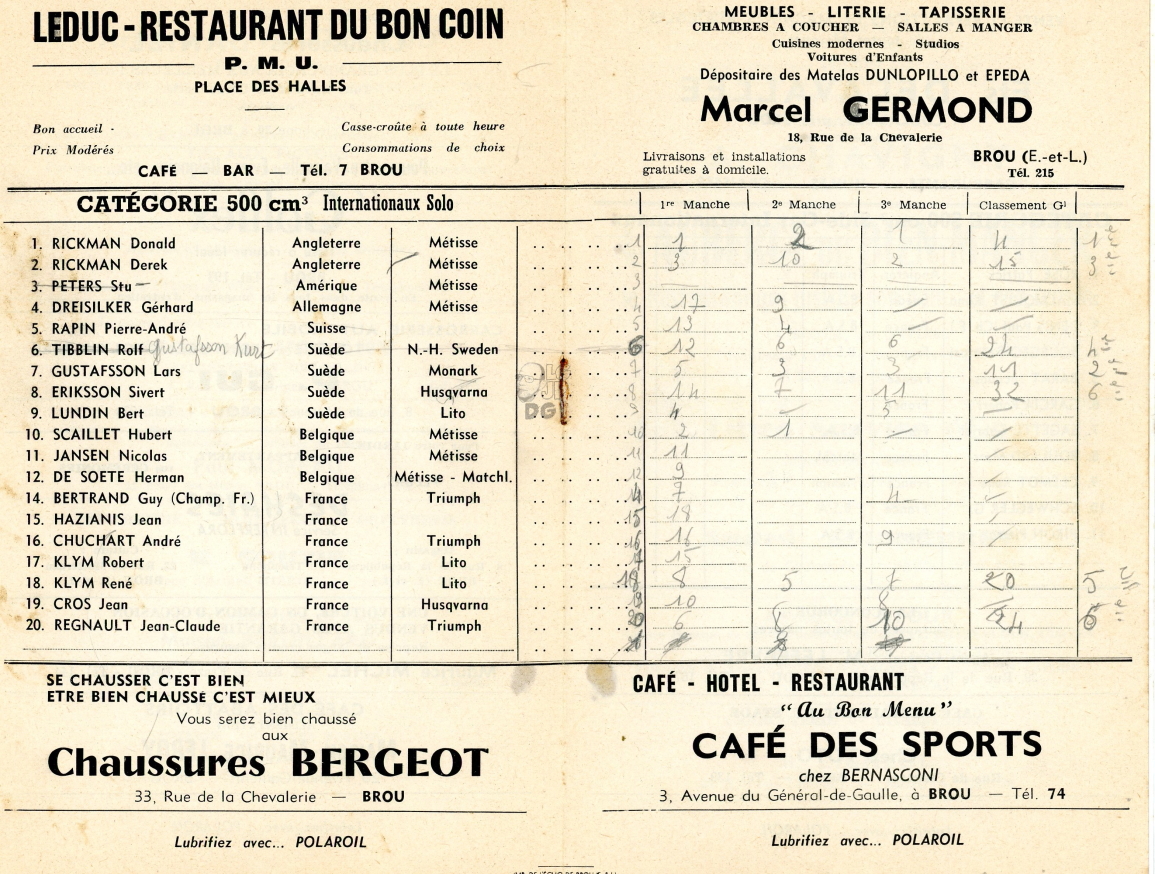 LEDUC - RESTAURANT DU BON COIN
P. M. U.
PLACE DES HALLES
Bon accueil - Casse-croûte à toute heure
Prix Modérés Consommations de choix
CAFÉ — BAR — Tél. 7 BROU
MEUBLES - LITERIE - TAPISSERIE
CHAMBRES A COUCHER — SALLES A MANGER
Cuisines modernes - Studios
Voitures d'Enfants
Dépositaire des Matelas DUNLOPILLO et EPEDA
Marcel GERMOND
18, Rue de la Chevalerie
Livraisons et installations
gratuites à domicile.
BROU (E.-et-L.)
Tél. 215
CATÉGORIE 500 cm³ Internationaux Solo 1re Manche 2e Manche 3e Manche Classement Gl
1. RICKMAN Donald Angleterre Métisse 1 1 2 1 4 1
2. RICKMAN Derek Angleterre Métisse 2 3 10 2 15 3
3. PETERS Stu Amérique Métisse 3
4. DREISILKER Gérhard Allemagne Métisse 4 17 9
5. RAPIN Pierre-André Suisse 5 13 4
6. TIBBLIN Rolf Gustafsson Kurt Suède N.-H. Sweden 6 12 6 6 24 4
7. GUSTAFSSON Lars Suède Monark 7 5 3 3 11 2
8. ERIKSSON Sivert Suède Husqvarna 8 14 7 11 32 6
9. LUNDIN Bert Suède Lito 9 4 5
10. SCAILLET Hubert Belgique Métisse 10 2 1
11. JANSEN Nicolas Belgique Métisse 11 11
12. DE SOETE Herman Belgique Métisse - Matchl. 12 9
14. BERTRAND Guy (Champ. Fr.) France Triumph 14 7 4
15. HAZIANIS Jean France 15 18
16. CHUCHART André France Triumph 16 16 9
17. KLYM Robert France Lito 15
18. KLYM René France Lito 18 8 5 7 20 5
19. CROS Jean France Husqvarna 10 8
20. REGNAULT Jean-Claude France Triumph 20 6 8 10 24
SE CHAUSSER C'EST BIEN
ETRE BIEN CHAUSSÉ C'EST MIEUX
Vous serez bien chaussé
aux
Chaussures BERGEOT
33, Rue de la Chevalerie — BROU
Lubrifiez avec... POLAROIL
CAFÉ - HOTEL - RESTAURANT
“Au Bon Menu”
CAFÉ DES SPORTS
chez BERNASCONI
3, Avenue du Général-de-Gaulle, à BROU — Tél. 74
Lubrifiez avec... POLAROIL